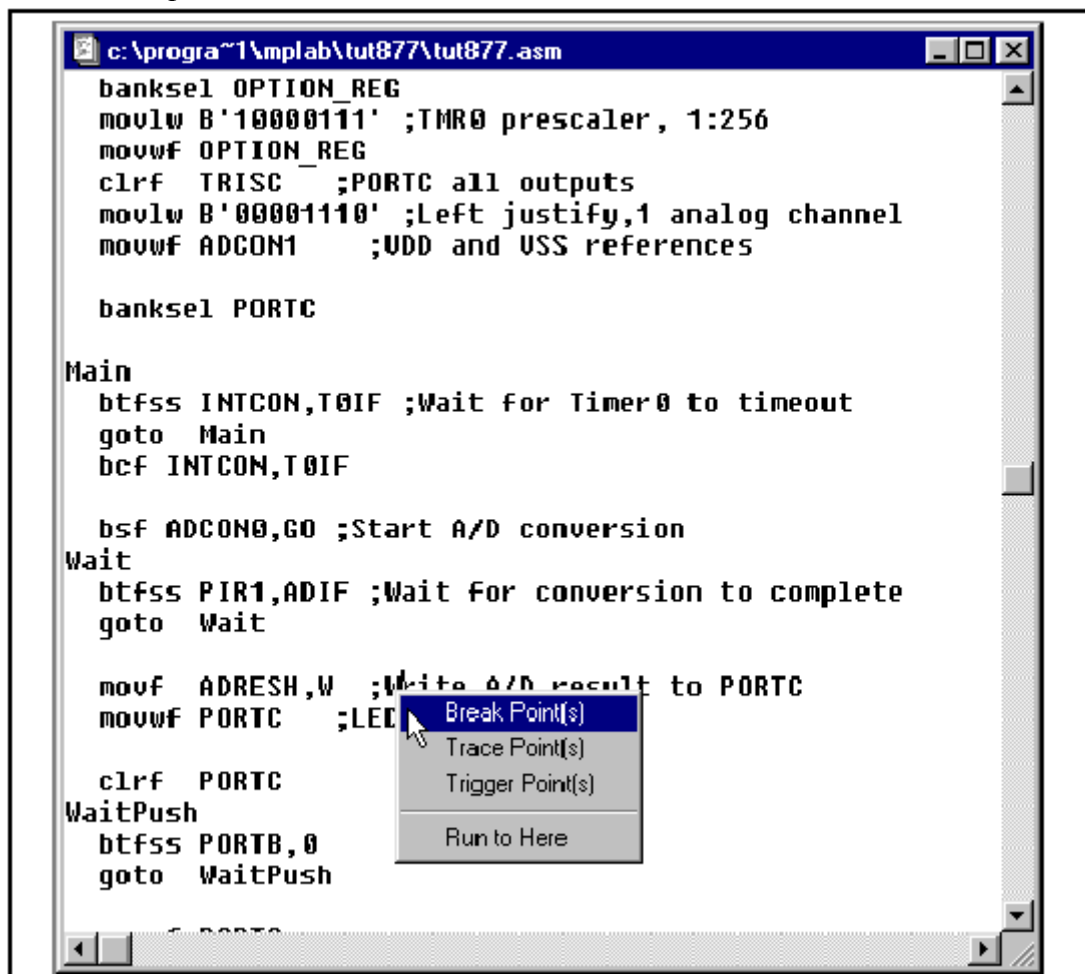 c:\progra~1\mplab\tut877\tut877.asm
banksel OPTION_REG
movlw B'10000111' ;TMR0 prescaler, 1:256
movwf OPTION_REG
clrf TRISC ;PORTC all outputs
movlw B'00001110' ;Left justify,1 analog channel
movwf ADCON1 ;VDD and VSS references
banksel PORTC
Main
btfss INTCON,T0IF ;Wait for Timer0 to timeout
goto Main
bcf INTCON,T0IF
bsf ADCON0,GO ;Start A/D conversion
Wait
btfss PIR1,ADIF ;Wait for conversion to complete
goto Wait
movf ADRESH,W ;Write A/D result to PORTC
movwf PORTC ;LED
Break Point(s)
Trace Point(s)
Trigger Point(s)
Run to Here
clrf PORTC
WaitPush
btfss PORTB,0
goto WaitPush